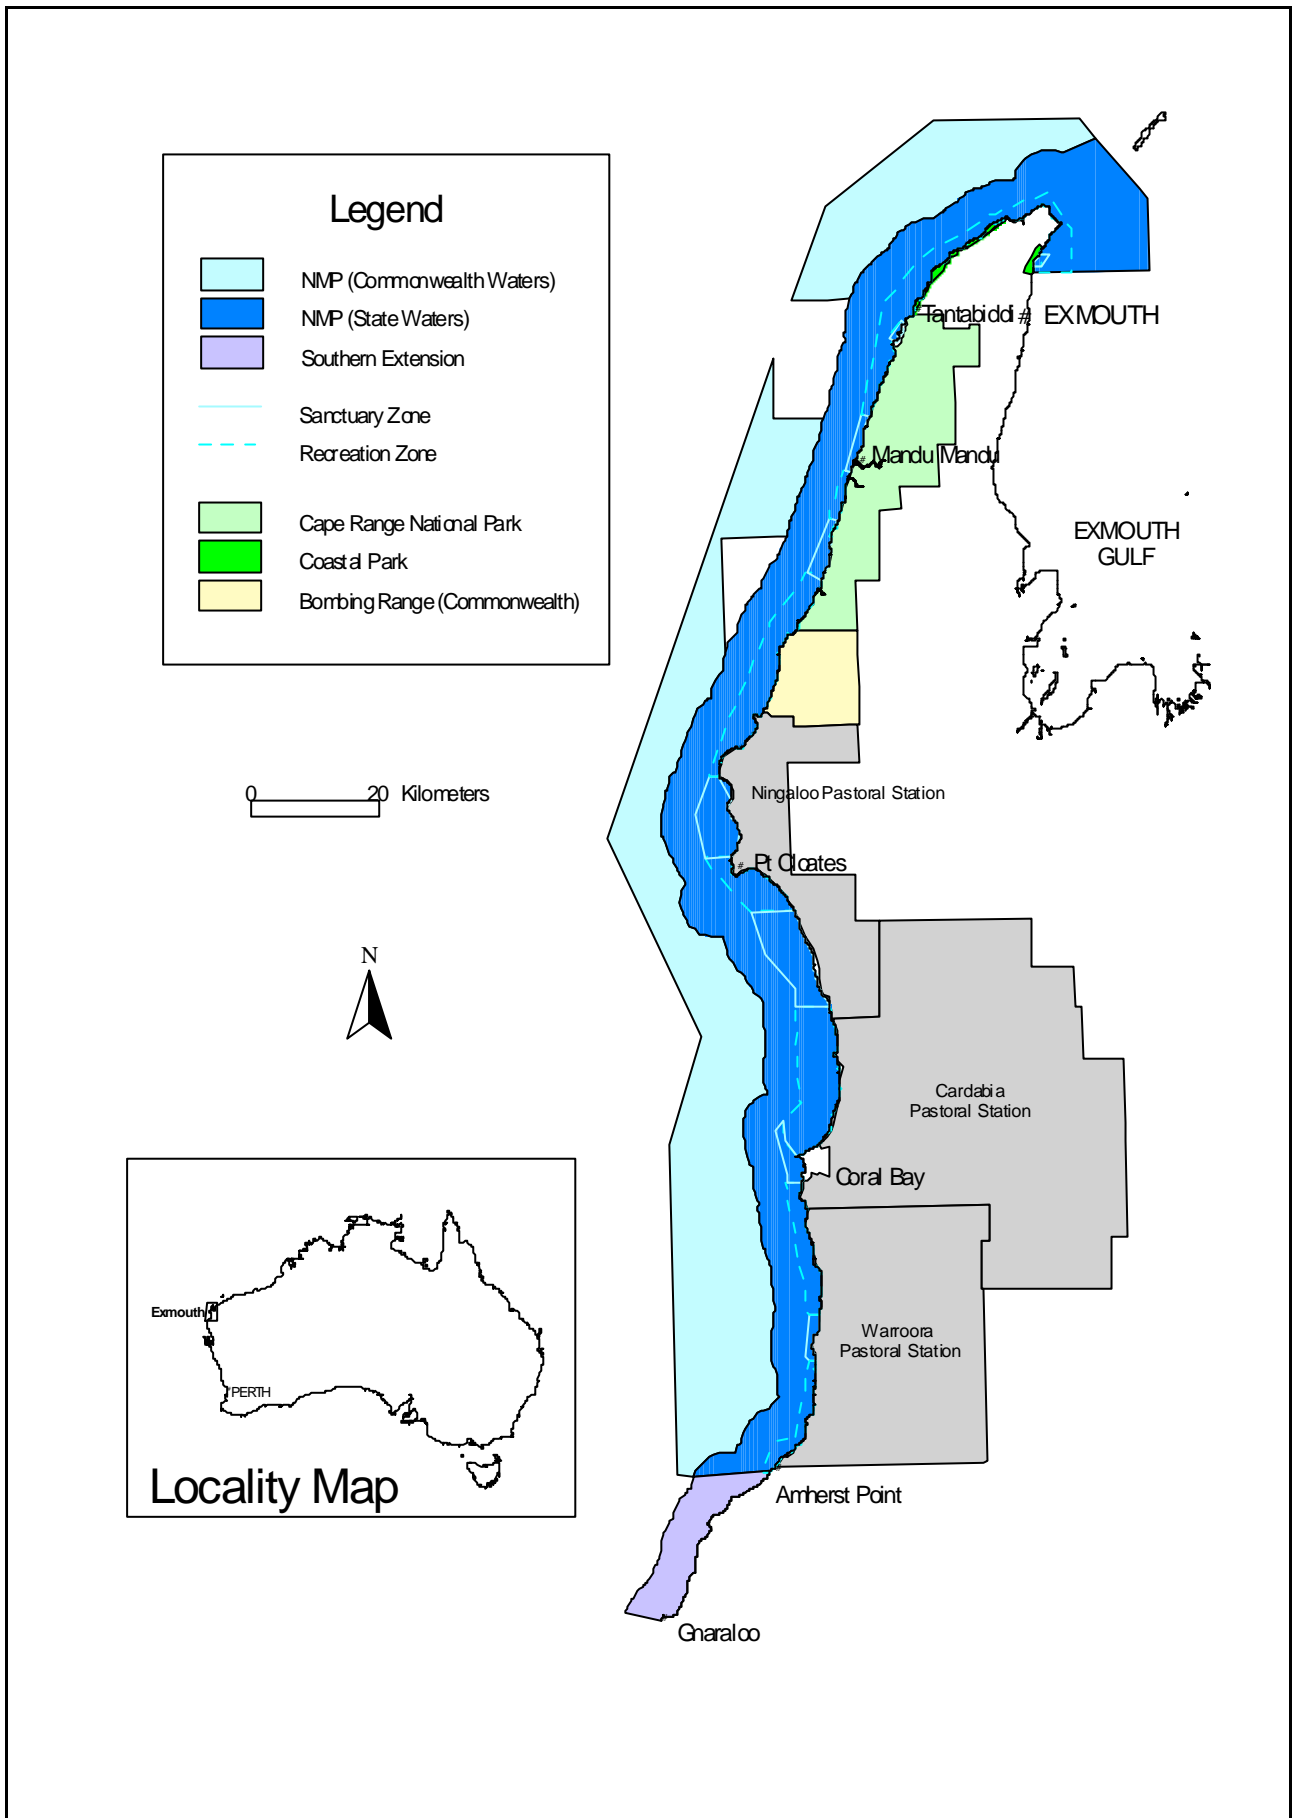 Legend
NMP (Commonwealth Waters)
NMP (State Waters)
Southern Extension
Sanctuary Zone
Recreation Zone
Cape Range National Park
Coastal Park
Bombing Range (Commonwealth)
0 20 Kilometers
N
Tantabiddi # EXMOUTH
# Mandu Mandu
EXMOUTH
GULF
Ningaloo Pastoral Station
# Pt Cloates
Cardabia
Pastoral Station
Coral Bay
Warroora
Pastoral Station
Amherst Point
Gnaraloo
Exmouth
PERTH
Locality Map